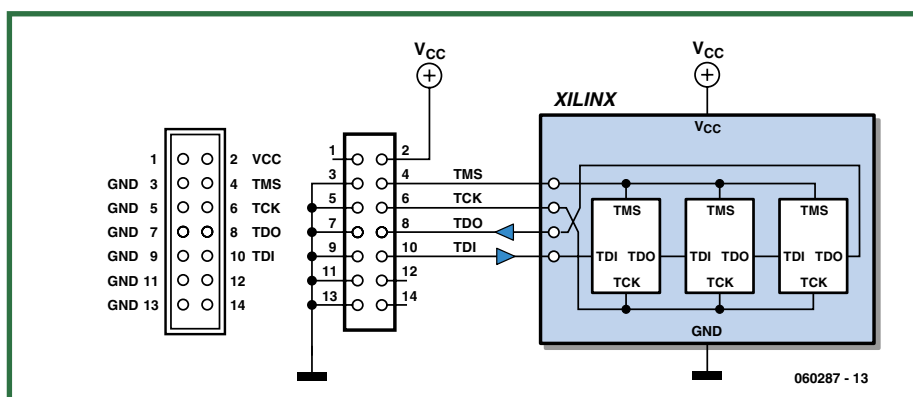 VCC
VCC
XILINX
VCC
1 2 VCC
GND 3 4 TMS
GND 5 6 TCK
GND 7 8 TDO
GND 9 10 TDI
GND 11 12
GND 13 14
1 2
3 4 TMS
5 6 TCK
7 8 TDO
9 10 TDI
11 12
13 14
TMS TMS TMS
TDI TDO TDI TDO TDI TDO
TCK TCK TCK
GND
060287 - 13